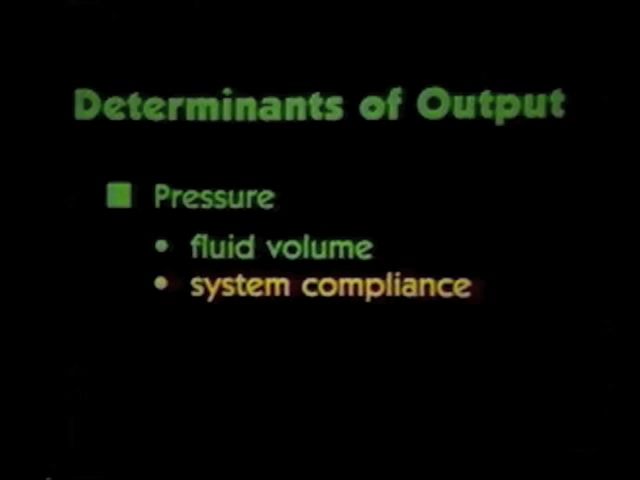 Determinants of Output
■ Pressure
• fluid volume
• system compliance